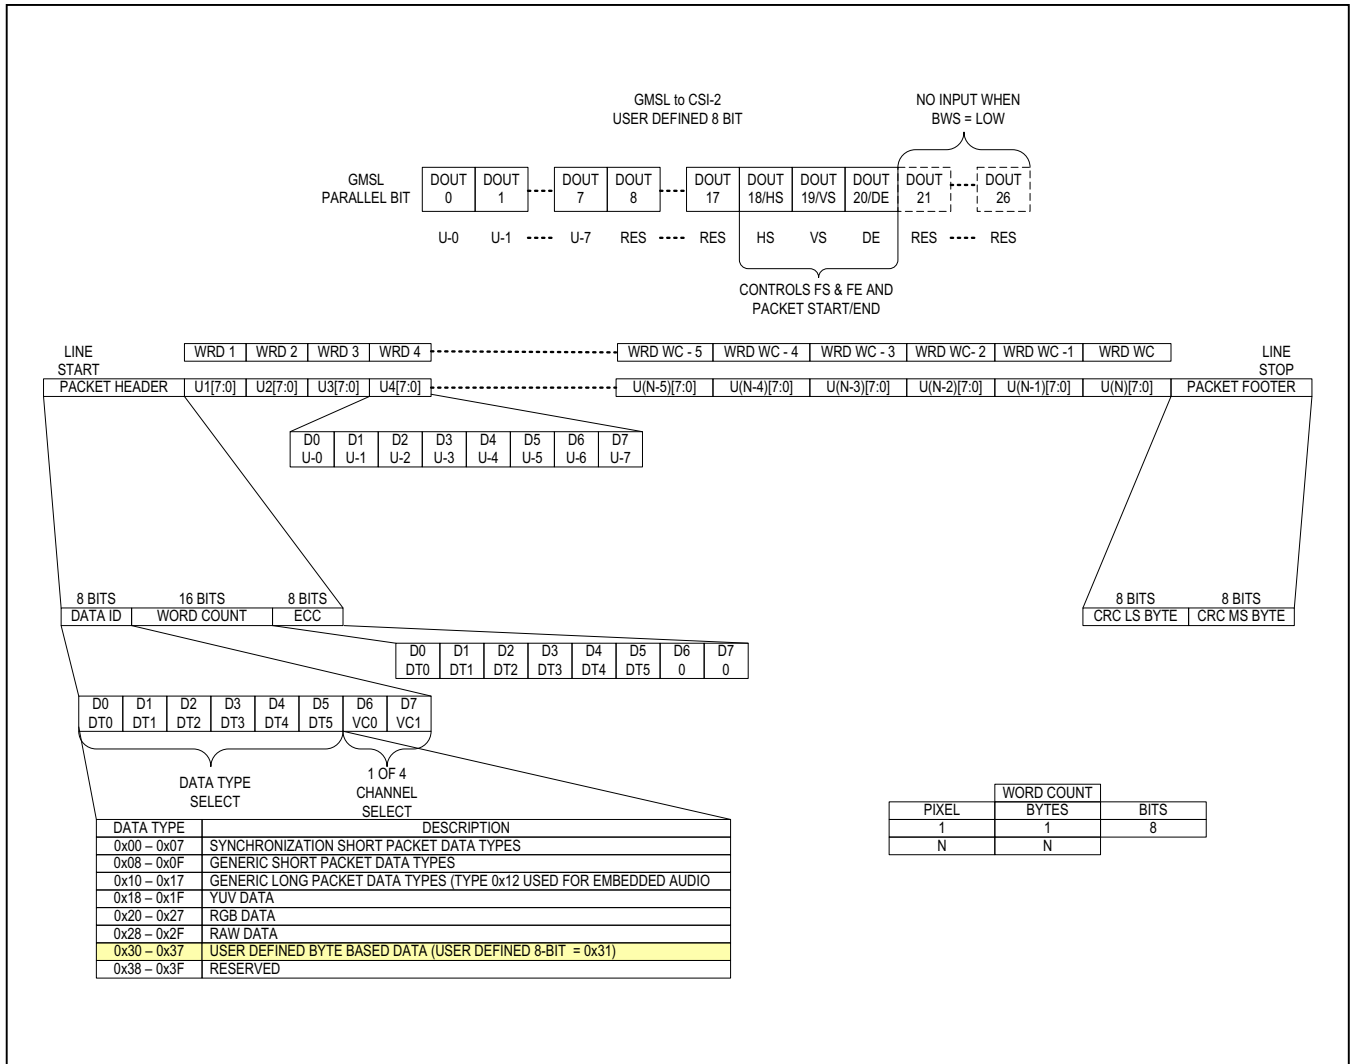 GMSL to CSI-2
USER DEFINED 8 BIT
NO INPUT WHEN
BWS = LOW
GMSL
PARALLEL BIT
DOUT 0 DOUT 1 DOUT 7 DOUT 8 DOUT 17 DOUT 18/HS DOUT 19/VS DOUT 20/DE DOUT 21 DOUT 26
U-0 U-1 U-7 RES RES HS VS DE RES RES
CONTROLS FS & FE AND
PACKET START/END
LINE
START
WRD 1 WRD 2 WRD 3 WRD 4 WRD WC - 5 WRD WC - 4 WRD WC - 3 WRD WC- 2 WRD WC -1 WRD WC
LINE
STOP
PACKET HEADER U1[7:0] U2[7:0] U3[7:0] U4[7:0] U(N-5)[7:0] U(N-4)[7:0] U(N-3)[7:0] U(N-2)[7:0] U(N-1)[7:0] U(N)[7:0] PACKET FOOTER
D0 D1 D2 D3 D4 D5 D6 D7
U-0 U-1 U-2 U-3 U-4 U-5 U-6 U-7
8 BITS 16 BITS 8 BITS
DATA ID WORD COUNT ECC
8 BITS 8 BITS
CRC LS BYTE CRC MS BYTE
D0 D1 D2 D3 D4 D5 D6 D7
DT0 DT1 DT2 DT3 DT4 DT5 0 0
D0 D1 D2 D3 D4 D5 D6 D7
DT0 DT1 DT2 DT3 DT4 DT5 VC0 VC1
DATA TYPE
SELECT
1 OF 4
CHANNEL
SELECT
DATA TYPE DESCRIPTION
0x00 – 0x07 SYNCHRONIZATION SHORT PACKET DATA TYPES
0x08 – 0x0F GENERIC SHORT PACKET DATA TYPES
0x10 – 0x17 GENERIC LONG PACKET DATA TYPES (TYPE 0x12 USED FOR EMBEDDED AUDIO
0x18 – 0x1F YUV DATA
0x20 – 0x27 RGB DATA
0x28 – 0x2F RAW DATA
0x30 – 0x37 USER DEFINED BYTE BASED DATA (USER DEFINED 8-BIT = 0x31)
0x38 – 0x3F RESERVED
WORD COUNT
PIXEL BYTES BITS
1 1 8
N N